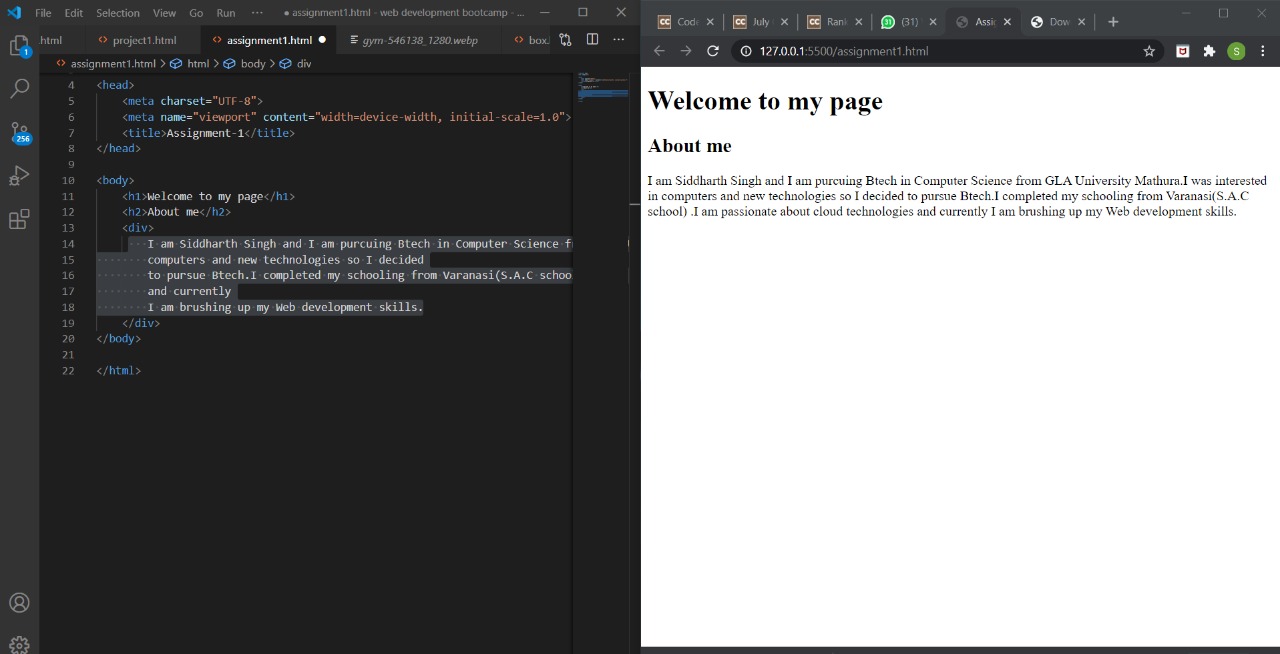 File Edit Selection View Go Run ··· ● assignment1.html - web development bootcamp - ...
.html project1.html assignment1.html ● gym-546138_1280.webp box.
assignment1.html > html > body > div
4 <head>
5 <meta charset="UTF-8">
6 <meta name="viewport" content="width=device-width, initial-scale=1.0">
7 <title>Assignment-1</title>
8 </head>
9
10 <body>
11 <h1>Welcome to my page</h1>
12 <h2>About me</h2>
13 <div>
14 I am Siddharth Singh and I am purcuing Btech in Computer Science f
15 computers and new technologies so I decided
16 to pursue Btech.I completed my schooling from Varanasi(S.A.C schoo
17 and currently
18 I am brushing up my Web development skills.
19 </div>
20 </body>
21
22 </html>
1
256
CC Code CC July CC Rank 31 (31) Assig Dow
127.0.0.1:5500/assignment1.html
S
Welcome to my page
About me
I am Siddharth Singh and I am purcuing Btech in Computer Science from GLA University Mathura.I was interested
in computers and new technologies so I decided to pursue Btech.I completed my schooling from Varanasi(S.A.C
school) .I am passionate about cloud technologies and currently I am brushing up my Web development skills.